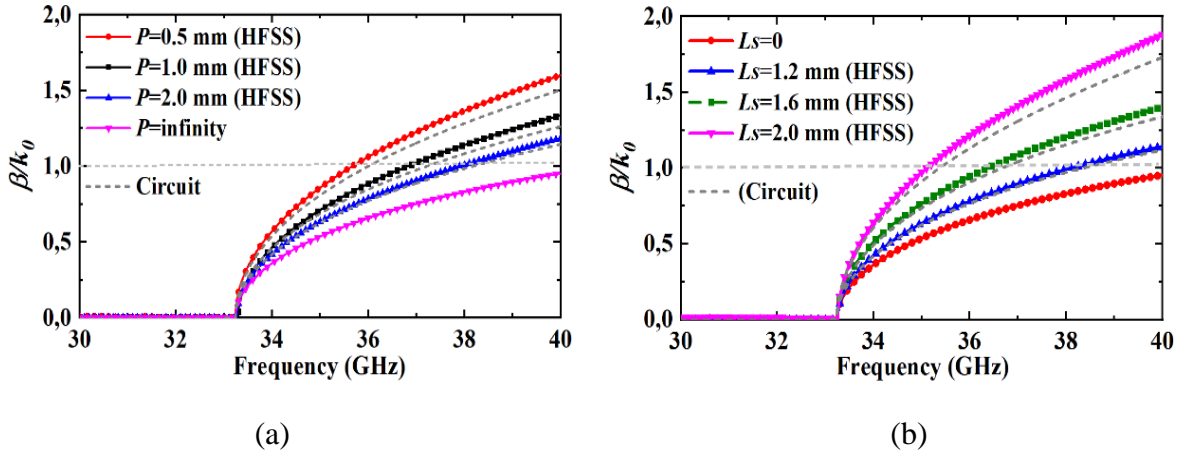 (a)
2,0
1.5
1.0
0,5
0,0
β/k0
P=0.5 mm (HFSS)
P=1.0 mm (HFSS)
P=2.0 mm (HFSS)
P=infinity
Circuit
30 32 34 36 38 40
Frequency (GHz)
(a)
(b)
2,0
1,5
1,0
0,5
0,0
β/k0
Ls=0
Ls=1.2 mm (HFSS)
Ls=1.6 mm (HFSS)
Ls=2.0 mm (HFSS)
(Circuit)
30 32 34 36 38 40
Frequency (GHz)
(b)